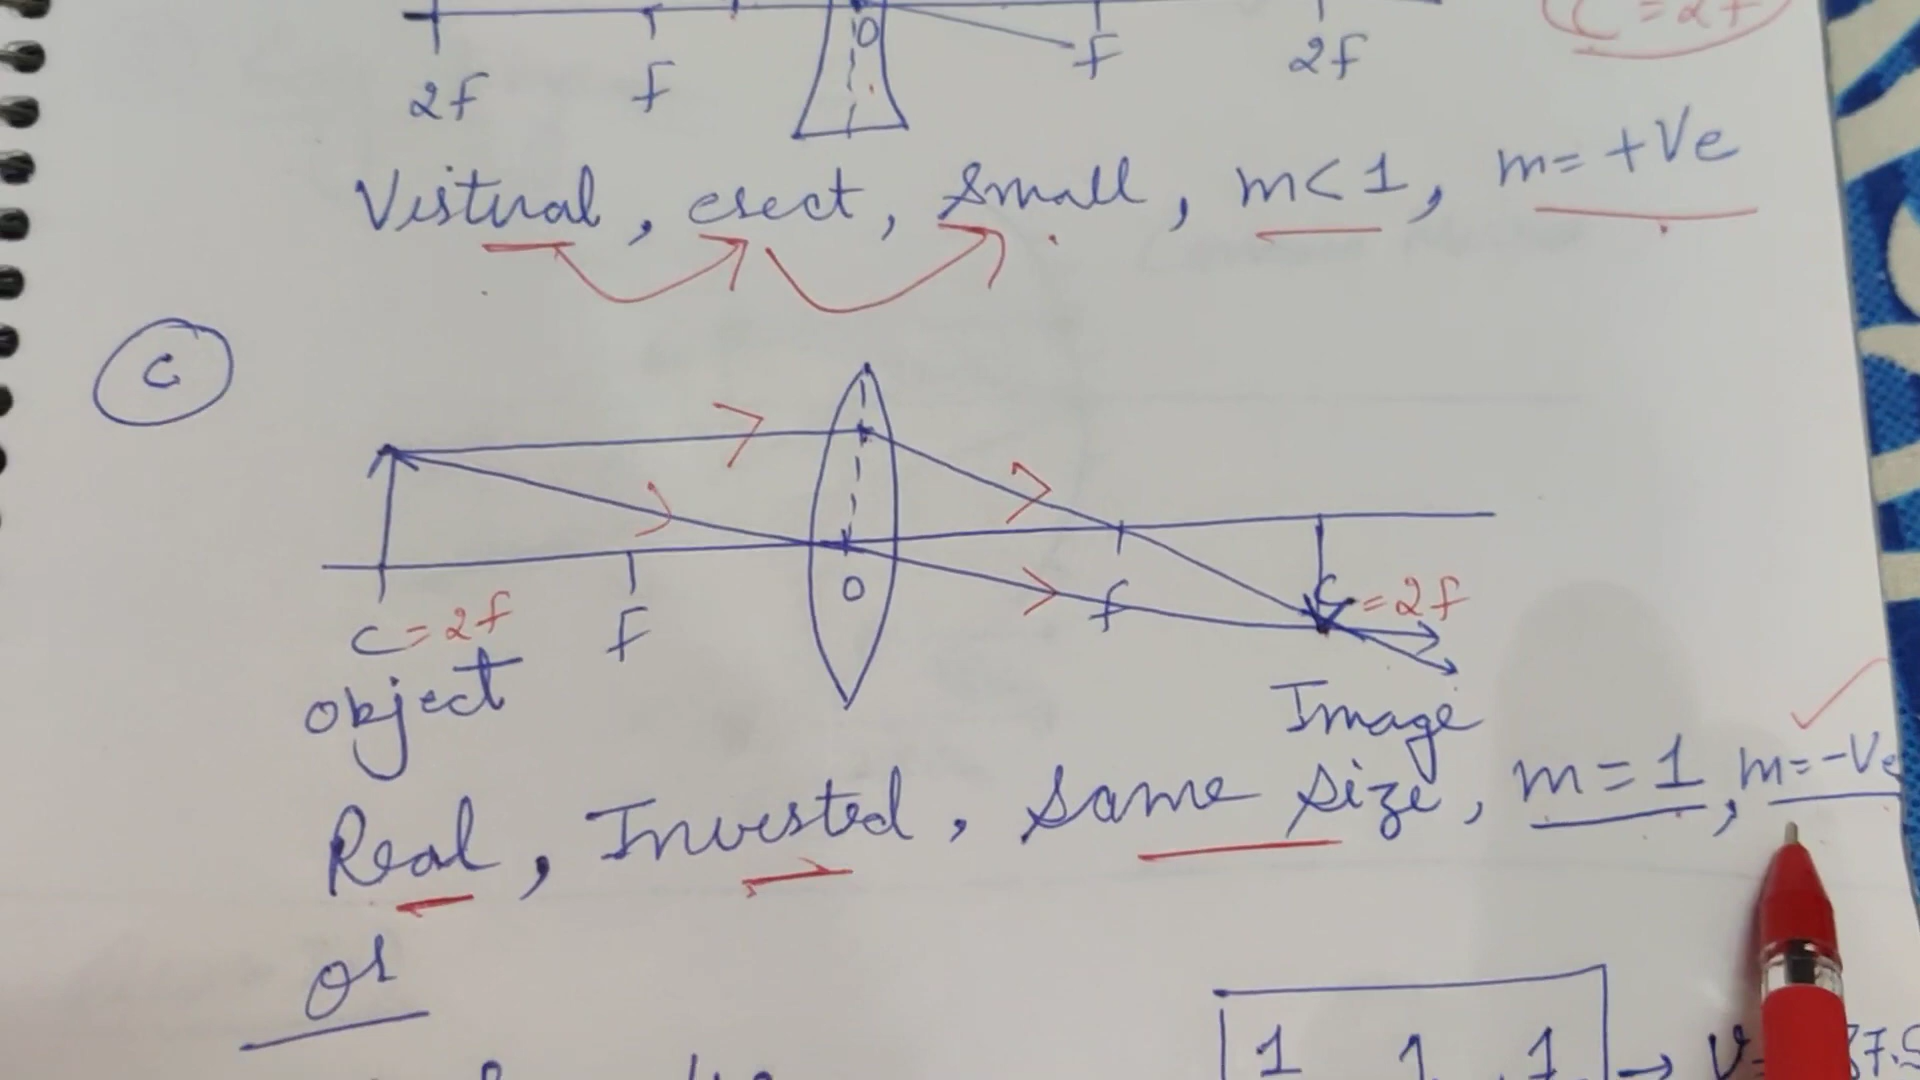 C = 2f
O
2f f f 2f
Virtual, erect, small, m<1, m= +Ve
C
O
C = 2f f f C = 2f
object Image
Real, Inverted, Same size, m = 1, m= -Ve
or
1 1 1 → V=